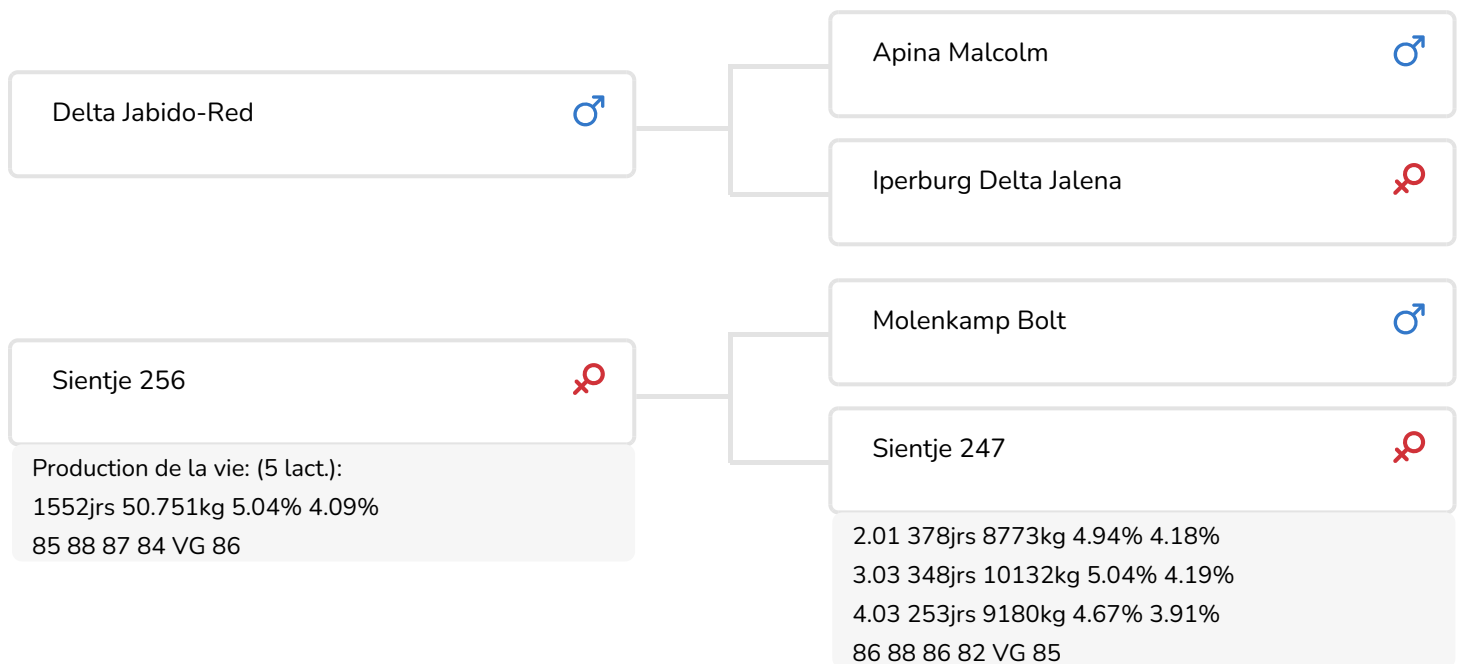 Delta Jabido-Red
Apina Malcolm
Iperburg Delta Jalena
Sientje 256
Production de la vie: (5 lact.):
1552jrs 50.751kg 5.04% 4.09%
85 88 87 84 VG 86
Molenkamp Bolt
Sientje 247
2.01 378jrs 8773kg 4.94% 4.18%
3.03 348jrs 10132kg 5.04% 4.19%
4.03 253jrs 9180kg 4.67% 3.91%
86 88 86 82 VG 85